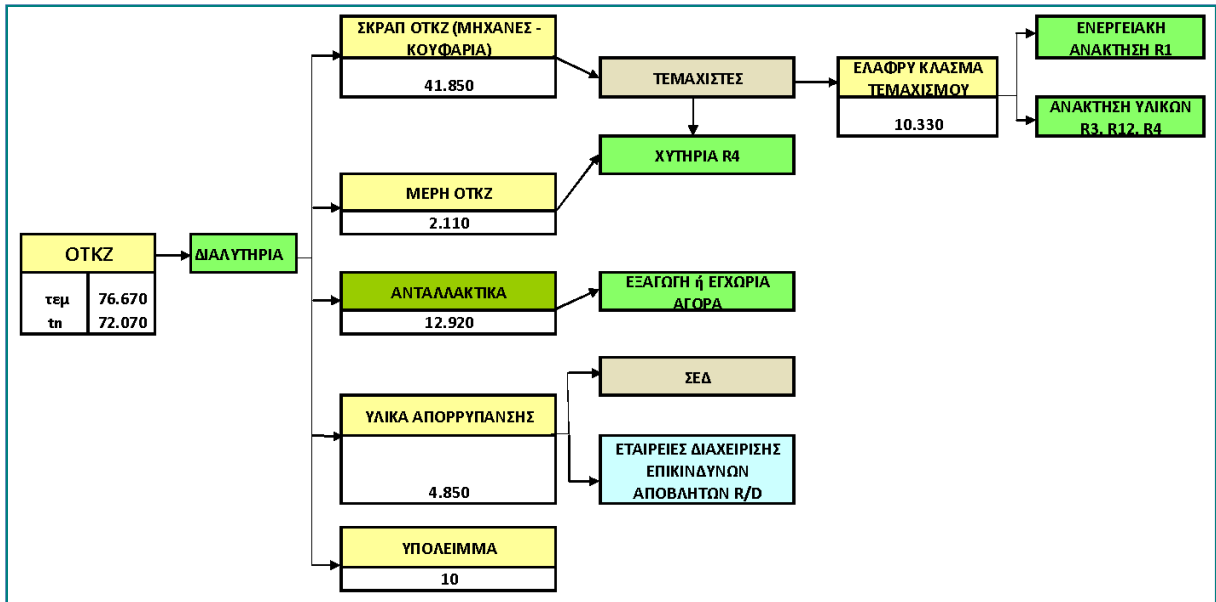 ΟΤΚΖ
τεμ 76.670
tn 72.070
ΔΙΑΛΥΤΗΡΙΑ
ΣΚΡΑΠ ΟΤΚΖ (ΜΗΧΑΝΕΣ -
ΚΟΥΦΑΡΙΑ)
41.850
ΜΕΡΗ ΟΤΚΖ
2.110
ΑΝΤΑΛΛΑΚΤΙΚΑ
12.920
ΥΛΙΚΑ ΑΠΟΡΡΥΠΑΝΣΗΣ
4.850
ΥΠΟΛΕΙΜΜΑ
10
ΤΕΜΑΧΙΣΤΕΣ
ΧΥΤΗΡΙΑ R4
ΕΞΑΓΩΓΗ ή ΕΓΧΩΡΙΑ
ΑΓΟΡΑ
ΣΕΔ
ΕΤΑΙΡΕΙΕΣ ΔΙΑΧΕΙΡΙΣΗΣ
ΕΠΙΚΙΝΔΥΝΩΝ
ΑΠΟΒΛΗΤΩΝ R/D
ΕΛΑΦΡΥ ΚΛΑΣΜΑ
ΤΕΜΑΧΙΣΜΟΥ
10.330
ΕΝΕΡΓΕΙΑΚΗ
ΑΝΑΚΤΗΣΗ R1
ΑΝΑΚΤΗΣΗ ΥΛΙΚΩΝ
R3, R12, R4